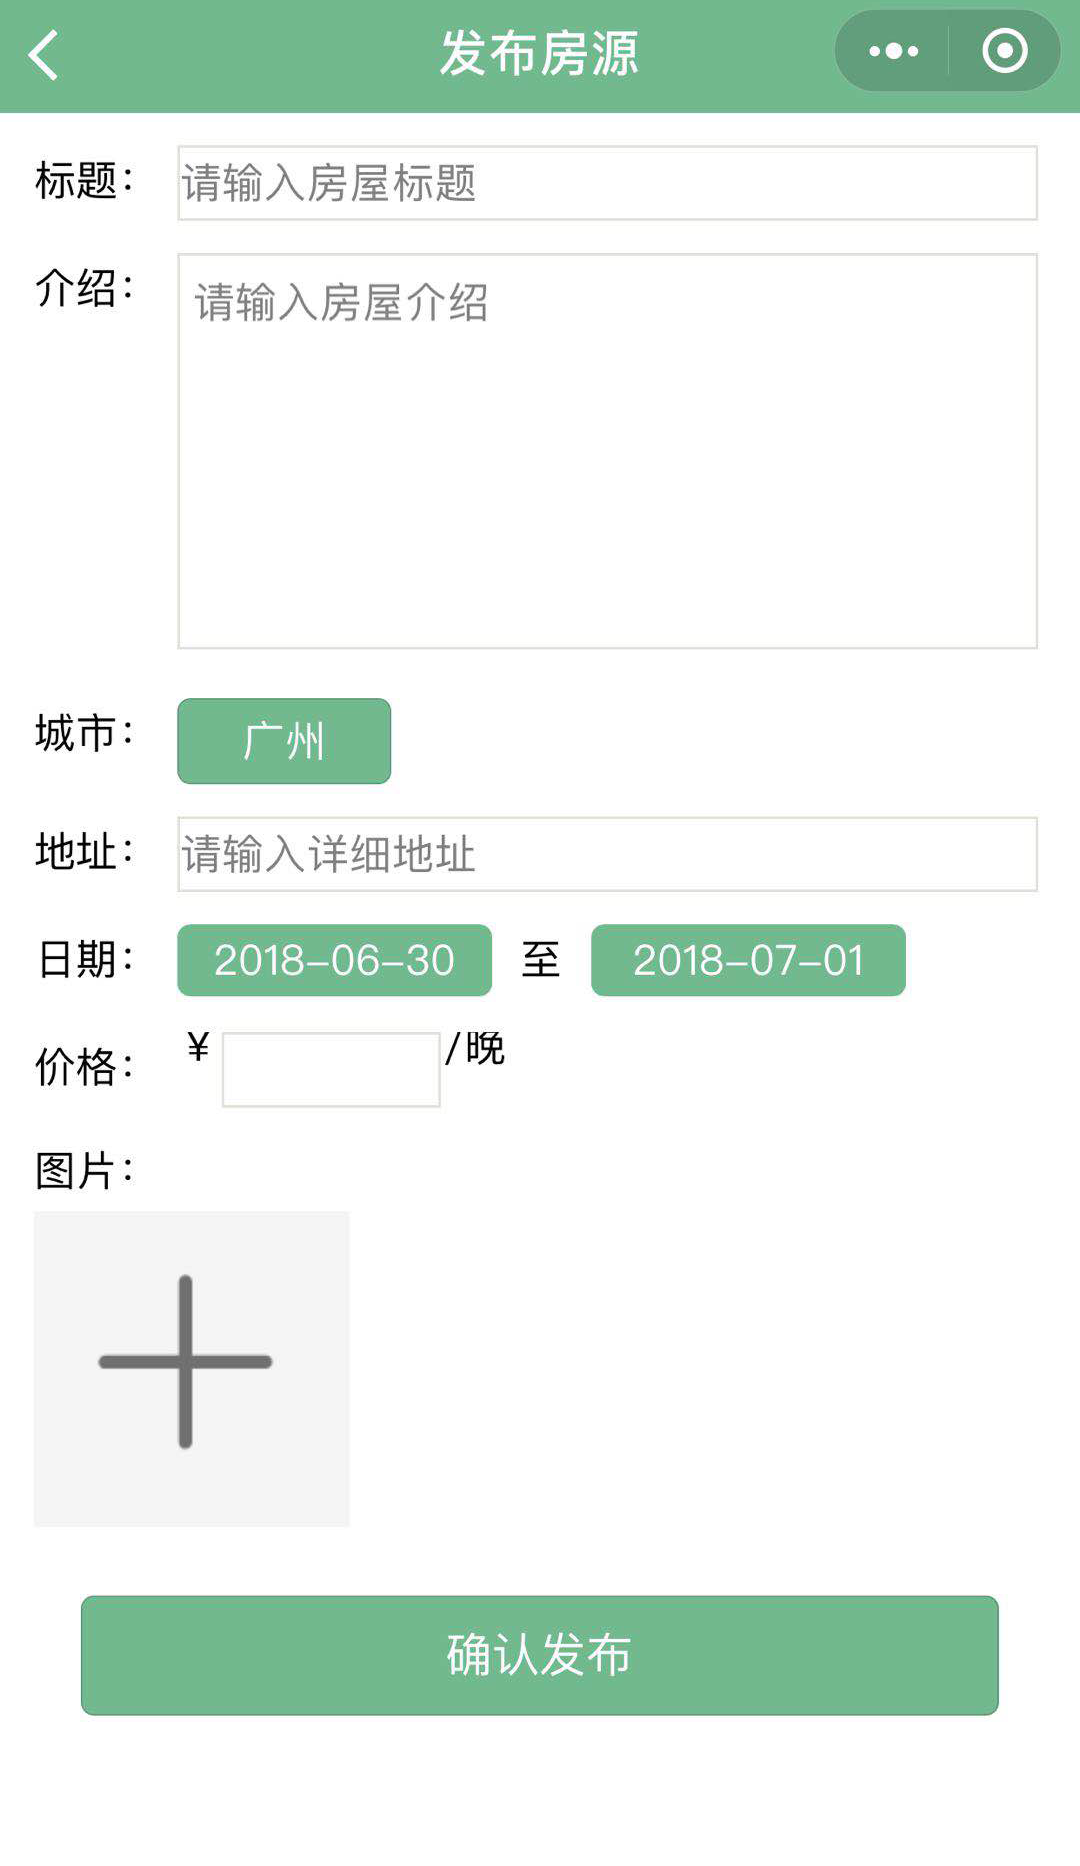 发布房源
标题：请输入房屋标题
介绍：请输入房屋介绍
城市：广州
地址：请输入详细地址
日期：2018-06-30 至 2018-07-01
价格：¥ /晚
图片：
确认发布